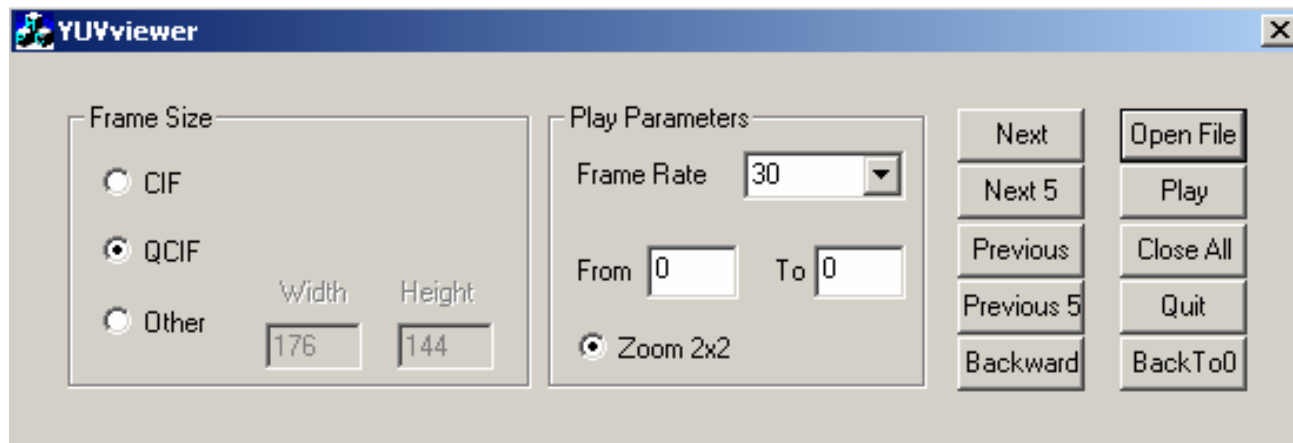 YUVviewer
Frame Size
CIF
QCIF
Other
Width
Height
176
144
Play Parameters
Frame Rate
30
From
0
To
0
Zoom 2x2
Next
Next 5
Previous
Previous 5
Backward
Open File
Play
Close All
Quit
BackTo0